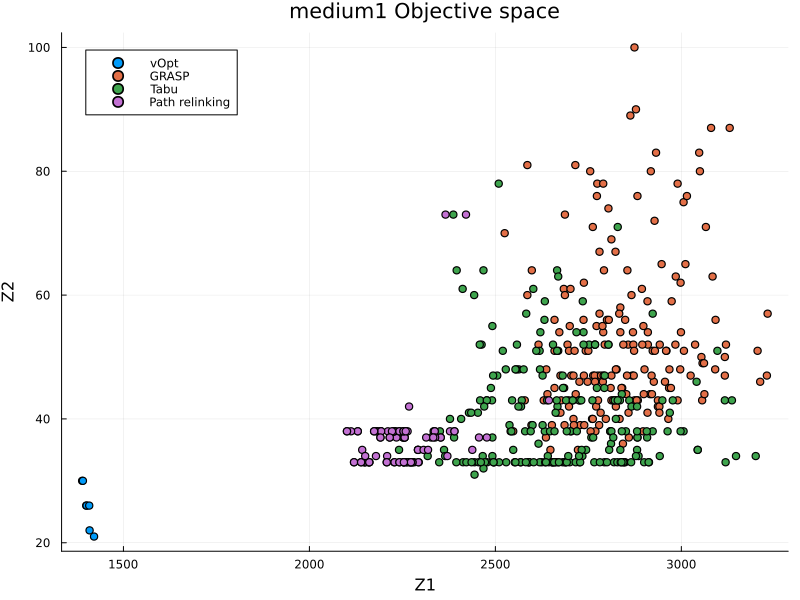 medium1 Objective space
vOpt
GRASP
Tabu
Path relinking
100
80
60
40
20
Z2
1500
2000
2500
3000
Z1